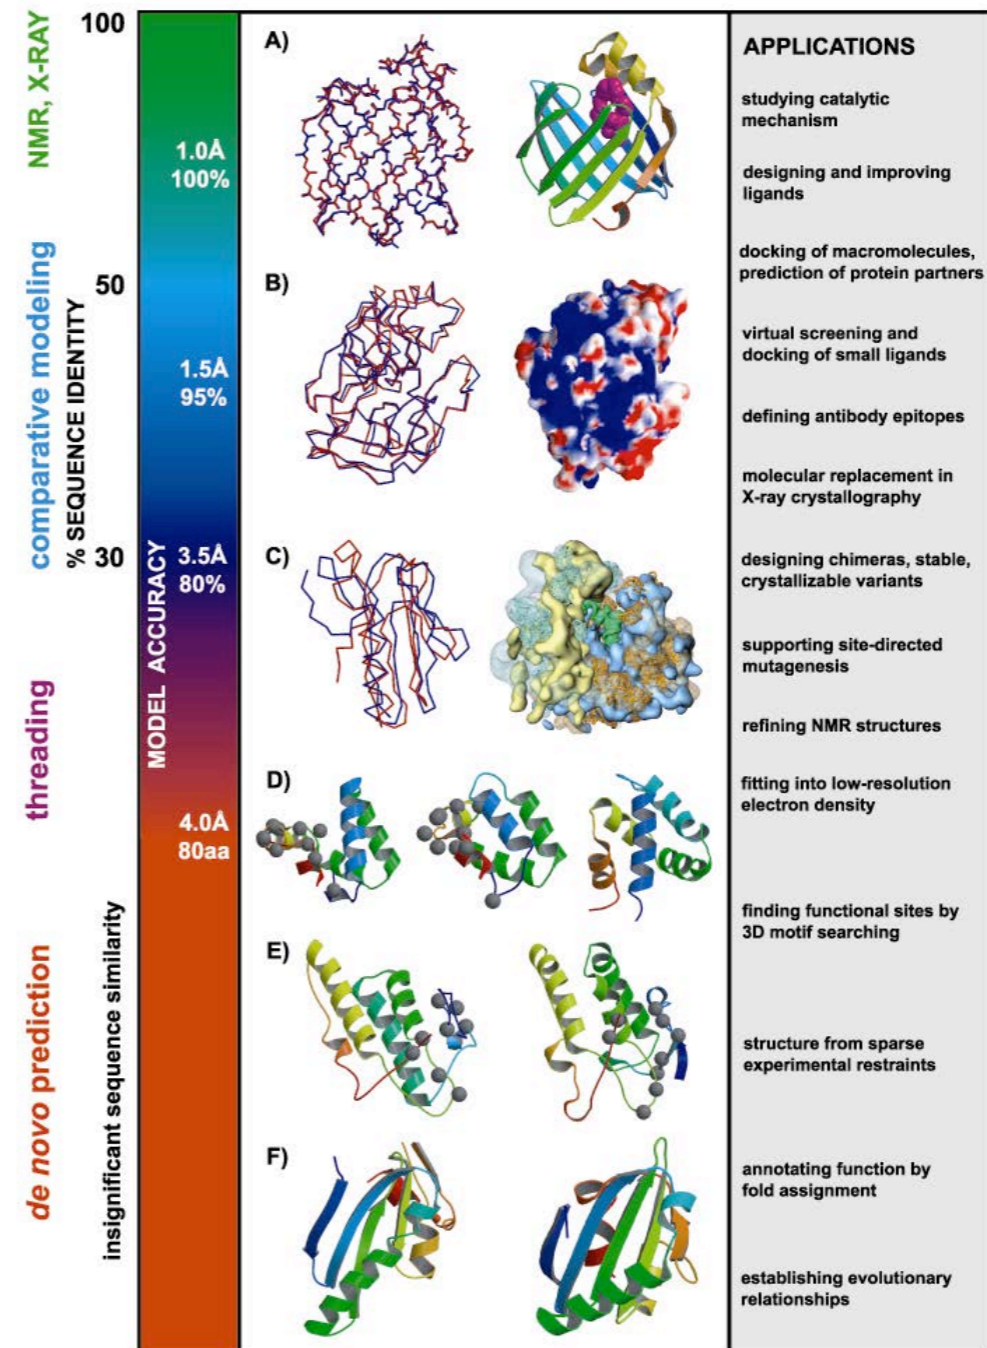 NMR, X-RAY
comparative modeling
threading
de novo prediction
100
50
30
% SEQUENCE IDENTITY
insignificant sequence similarity
MODEL ACCURACY
1.0Å
100%
1.5Å
95%
3.5Å
80%
4.0Å
80aa
A)
B)
C)
D)
E)
F)
APPLICATIONS
studying catalytic
mechanism
designing and improving
ligands
docking of macromolecules,
prediction of protein partners
virtual screening and
docking of small ligands
defining antibody epitopes
molecular replacement in
X-ray crystallography
designing chimeras, stable,
crystallizable variants
supporting site-directed
mutagenesis
refining NMR structures
fitting into low-resolution
electron density
finding functional sites by
3D motif searching
structure from sparse
experimental restraints
annotating function by
fold assignment
establishing evolutionary
relationships